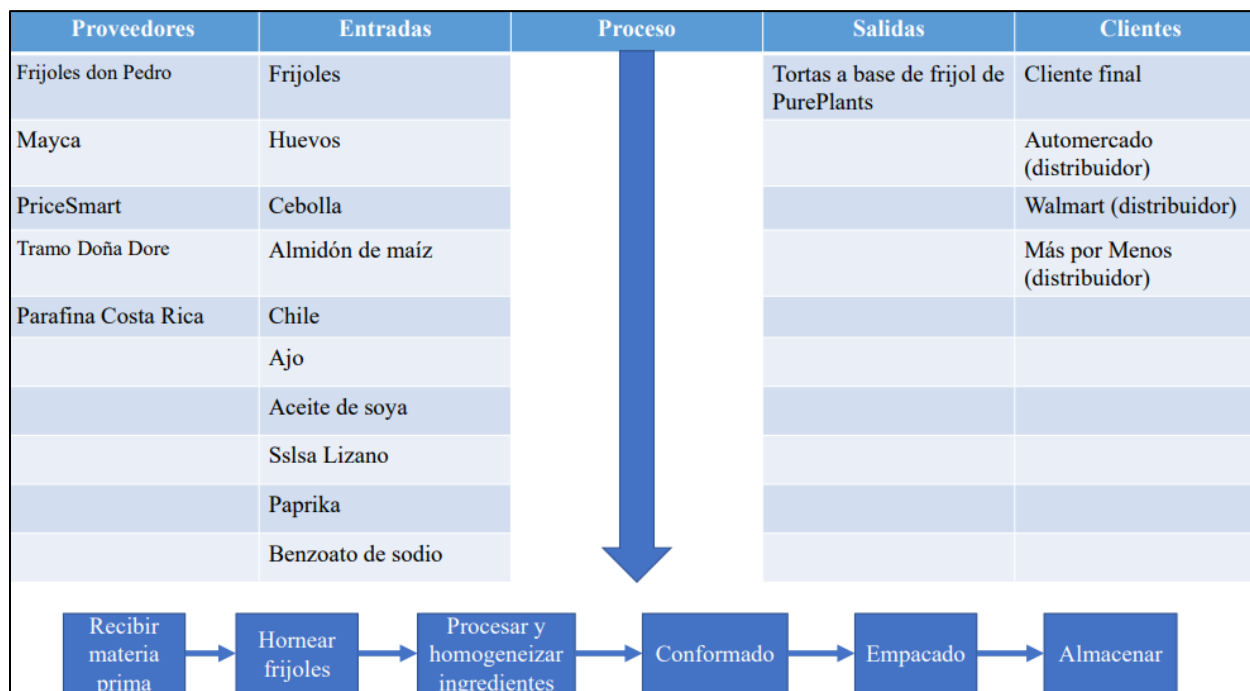 Proveedores Entradas Proceso Salidas Clientes
Frijoles don Pedro Frijoles Tortas a base de frijol de Cliente final
PurePlants
Mayca Huevos Automercado
(distribuidor)
PriceSmart Cebolla Walmart (distribuidor)
Tramo Doña Dore Almidón de maíz Más por Menos
(distribuidor)
Parafina Costa Rica Chile
Ajo
Aceite de soya
Sslsa Lizano
Paprika
Benzoato de sodio
Recibir
materia
prima
Hornear
frijoles
Procesar y
homogeneizar
ingredientes
Conformado
Empacado
Almacenar